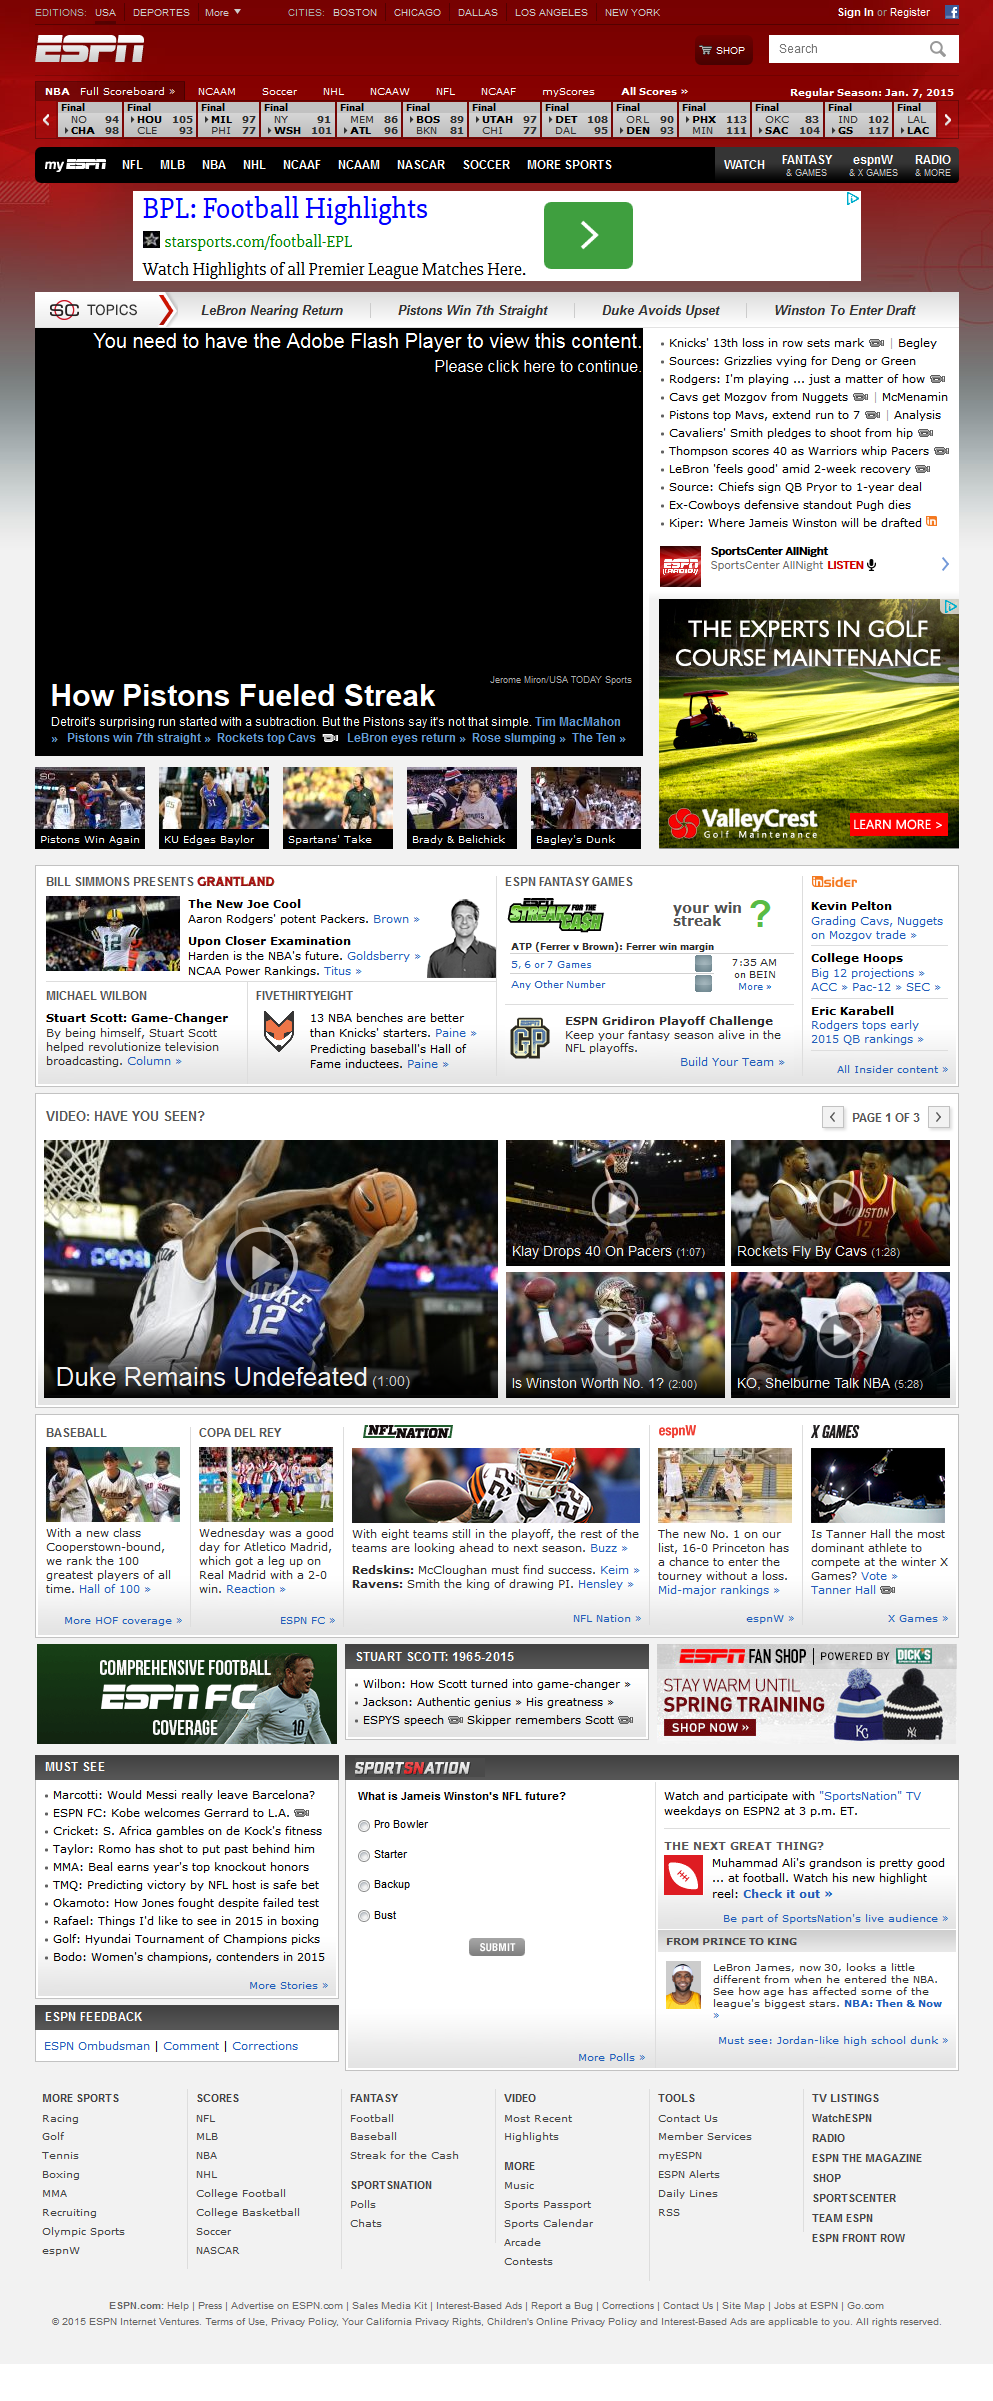 EDITIONS: USA DEPORTES More CITIES: BOSTON CHICAGO DALLAS LOS ANGELES NEW YORK Sign In or Register
ESPN SHOP Search
NBA Full Scoreboard » NCAAM Soccer NHL NCAAW NFL NCAAF myScores All Scores » Regular Season: Jan. 7, 2015
Final Final Final Final Final Final Final Final Final Final Final Final Final
NO 94 HOU 105 MIL 97 NY 91 MEM 86 BOS 89 UTAH 97 DET 108 ORL 90 PHX 113 OKC 83 IND 102 LAL
CHA 98 CLE 93 PHI 77 WSH 101 ATL 96 BKN 81 CHI 77 DAL 95 DEN 93 MIN 111 SAC 104 GS 117 LAC
my ESPN NFL MLB NBA NHL NCAAF NCAAM NASCAR SOCCER MORE SPORTS WATCH FANTASY & GAMES espnW & X GAMES RADIO & MORE
BPL: Football Highlights
starsports.com/football-EPL
Watch Highlights of all Premier League Matches Here.
SC TOPICS LeBron Nearing Return Pistons Win 7th Straight Duke Avoids Upset Winston To Enter Draft
You need to have the Adobe Flash Player to view this content.
Please click here to continue.
Jerome Miron/USA TODAY Sports
How Pistons Fueled Streak
Detroit's surprising run started with a subtraction. But the Pistons say it's not that simple. Tim MacMahon
» Pistons win 7th straight » Rockets top Cavs LeBron eyes return » Rose slumping » The Ten »
SC
Pistons Win Again KU Edges Baylor Spartans' Take Brady & Belichick Bagley's Dunk
Knicks' 13th loss in row sets mark | Begley
Sources: Grizzlies vying for Deng or Green
Rodgers: I'm playing ... just a matter of how
Cavs get Mozgov from Nuggets | McMenamin
Pistons top Mavs, extend run to 7 | Analysis
Cavaliers' Smith pledges to shoot from hip
Thompson scores 40 as Warriors whip Pacers
LeBron 'feels good' amid 2-week recovery
Source: Chiefs sign QB Pryor to 1-year deal
Ex-Cowboys defensive standout Pugh dies
Kiper: Where Jameis Winston will be drafted in
ESPN RADIO
SportsCenter AllNight
SportsCenter AllNight LISTEN
THE EXPERTS IN GOLF
COURSE MAINTENANCE
ValleyCrest
Golf Maintenance
LEARN MORE >
BILL SIMMONS PRESENTS GRANTLAND
The New Joe Cool
Aaron Rodgers' potent Packers. Brown »
Upon Closer Examination
Harden is the NBA's future. Goldsberry »
NCAA Power Rankings. Titus »
MICHAEL WILBON
Stuart Scott: Game-Changer
By being himself, Stuart Scott
helped revolutionize television
broadcasting. Column »
FIVETHIRTYEIGHT
13 NBA benches are better
than Knicks' starters. Paine »
Predicting baseball's Hall of
Fame inductees. Paine »
ESPN FANTASY GAMES
ESPN STREAK FOR THE CASH
your win
streak ?
ATP (Ferrer v Brown): Ferrer win margin
5, 6 or 7 Games
Any Other Number
7:35 AM
on BEIN
More »
GP
ESPN Gridiron Playoff Challenge
Keep your fantasy season alive in the
NFL playoffs.
Build Your Team »
insider
Kevin Pelton
Grading Cavs, Nuggets
on Mozgov trade »
College Hoops
Big 12 projections »
ACC » Pac-12 » SEC »
Eric Karabell
Rodgers tops early
2015 QB rankings »
All Insider content »
VIDEO: HAVE YOU SEEN? PAGE 1 OF 3
DUKE
12
Duke Remains Undefeated (1:00)
Klay Drops 40 On Pacers (1:07)
HOUSTON
12
Rockets Fly By Cavs (1:28)
5
Is Winston Worth No. 1? (2:00)
KO, Shelburne Talk NBA (5:28)
BASEBALL
With a new class
Cooperstown-bound,
we rank the 100
greatest players of all
time. Hall of 100 »
More HOF coverage »
COPA DEL REY
Wednesday was a good
day for Atletico Madrid,
which got a leg up on
Real Madrid with a 2-0
win. Reaction »
ESPN FC »
NFL NATION
22
With eight teams still in the playoff, the rest of the
teams are looking ahead to next season. Buzz »
Redskins: McCloughan must find success. Keim »
Ravens: Smith the king of drawing PI. Hensley »
NFL Nation »
espnW
The new No. 1 on our
list, 16-0 Princeton has
a chance to enter the
tourney without a loss.
Mid-major rankings »
espnW »
X GAMES
Is Tanner Hall the most
dominant athlete to
compete at the winter X
Games? Vote »
Tanner Hall
X Games »
COMPREHENSIVE FOOTBALL
ESPN FC
COVERAGE
10
STUART SCOTT: 1965-2015
Wilbon: How Scott turned into game-changer »
Jackson: Authentic genius » His greatness »
ESPYS speech Skipper remembers Scott
ESPN FAN SHOP | POWERED BY DICK'S
STAY WARM UNTIL
SPRING TRAINING
SHOP NOW »
KC NY
MUST SEE
Marcotti: Would Messi really leave Barcelona?
ESPN FC: Kobe welcomes Gerrard to L.A.
Cricket: S. Africa gambles on de Kock's fitness
Taylor: Romo has shot to put past behind him
MMA: Beal earns year's top knockout honors
TMQ: Predicting victory by NFL host is safe bet
Okamoto: How Jones fought despite failed test
Rafael: Things I'd like to see in 2015 in boxing
Golf: Hyundai Tournament of Champions picks
Bodo: Women's champions, contenders in 2015
More Stories »
ESPN FEEDBACK
ESPN Ombudsman | Comment | Corrections
SPORTSNATION
What is Jameis Winston's NFL future?
Pro Bowler
Starter
Backup
Bust
SUBMIT
More Polls »
Watch and participate with "SportsNation" TV
weekdays on ESPN2 at 3 p.m. ET.
THE NEXT GREAT THING?
Muhammad Ali's grandson is pretty good
... at football. Watch his new highlight
reel: Check it out »
Be part of SportsNation's live audience »
FROM PRINCE TO KING
LeBron James, now 30, looks a little
different from when he entered the NBA.
See how age has affected some of the
league's biggest stars. NBA: Then & Now
»
Must see: Jordan-like high school dunk »
MORE SPORTS
Racing
Golf
Tennis
Boxing
MMA
Recruiting
Olympic Sports
espnW
SCORES
NFL
MLB
NBA
NHL
College Football
College Basketball
Soccer
NASCAR
FANTASY
Football
Baseball
Streak for the Cash
SPORTSNATION
Polls
Chats
VIDEO
Most Recent
Highlights
MORE
Music
Sports Passport
Sports Calendar
Arcade
Contests
TOOLS
Contact Us
Member Services
myESPN
ESPN Alerts
Daily Lines
RSS
TV LISTINGS
WatchESPN
RADIO
ESPN THE MAGAZINE
SHOP
SPORTSCENTER
TEAM ESPN
ESPN FRONT ROW
ESPN.com: Help | Press | Advertise on ESPN.com | Sales Media Kit | Interest-Based Ads | Report a Bug | Corrections | Contact Us | Site Map | Jobs at ESPN | Go.com
© 2015 ESPN Internet Ventures. Terms of Use, Privacy Policy, Your California Privacy Rights, Children's Online Privacy Policy and Interest-Based Ads are applicable to you. All rights reserved.